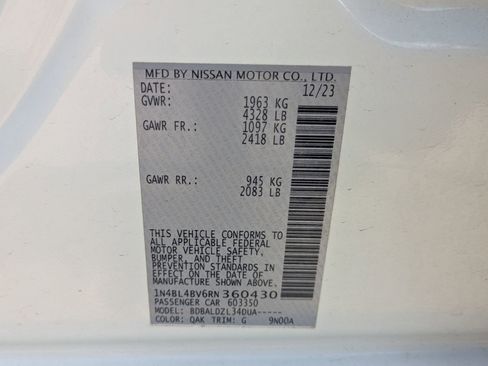 MFD BY NISSAN MOTOR CO., LTD.
DATE: 12/23
GVWR: 1963 KG
4328 LB
GAWR FR.: 1097 KG
2418 LB
GAWR RR.: 945 KG
2083 LB
THIS VEHICLE CONFORMS TO
ALL APPLICABLE FEDERAL
MOTOR VEHICLE SAFETY,
BUMPER, AND THEFT
PREVENTION STANDARDS IN
EFFECT ON THE DATE OF
MANUFACTURE SHOWN ABOVE.
1N4BL4BV6RN360430
PASSENGER CAR 603350
MODEL: BDBALDZL34DUA-----
COLOR: QAK TRIM: G 9N00A